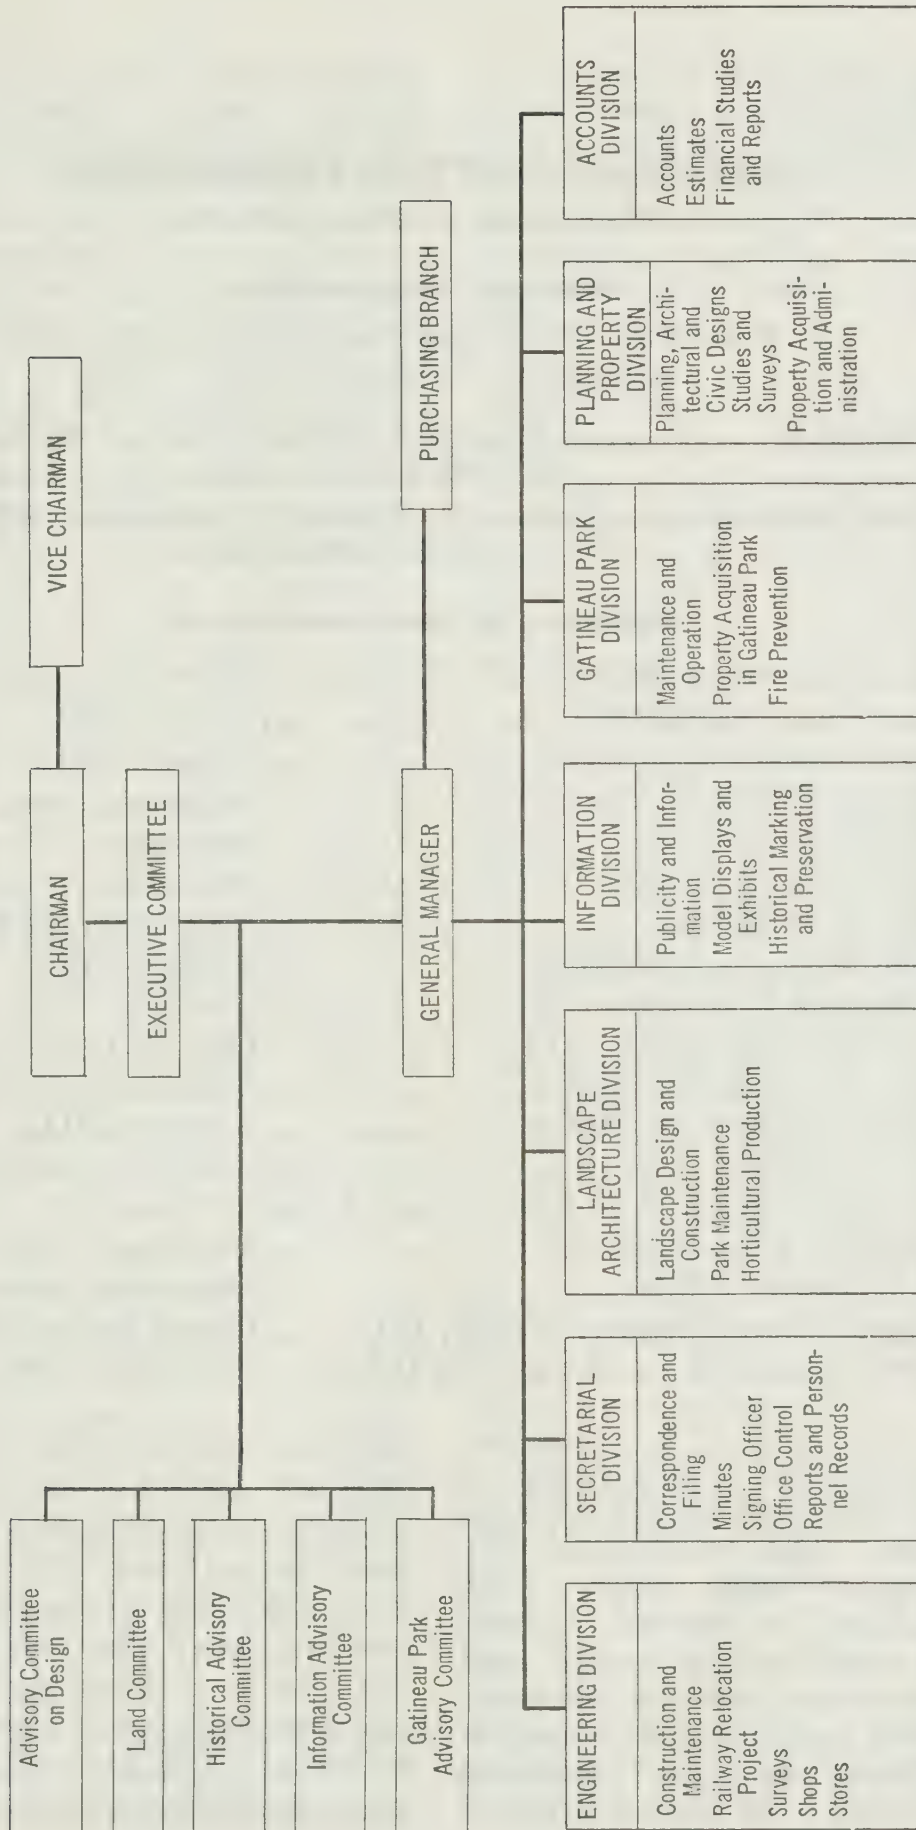 CHAIRMAN
VICE CHAIRMAN
EXECUTIVE COMMITTEE
Advisory Committee
on Design
Land Committee
Historical Advisory
Committee
Information Advisory
Committee
Gatineau Park
Advisory Committee
GENERAL MANAGER
PURCHASING BRANCH
ENGINEERING DIVISION
Construction and
Maintenance
Railway Relocation
Project
Surveys
Shops
Stores
SECRETARIAL
DIVISION
Correspondence and
Filing
Minutes
Signing Officer
Office Control
Reports and Person-
nel Records
LANDSCAPE
ARCHITECTURE DIVISION
Landscape Design and
Construction
Park Maintenance
Horticultural Production
INFORMATION
DIVISION
Publicity and Infor-
mation
Model Displays and
Exhibits
Historical Marking
and Preservation
GATINEAU PARK
DIVISION
Maintenance and
Operation
Property Acquisition
in Gatineau Park
Fire Prevention
PLANNING AND
PROPERTY
DIVISION
Planning, Archi-
tectural and
Civic Designs
Studies and
Surveys
Property Acquisi-
tion and Admi-
nistration
ACCOUNTS
DIVISION
Accounts
Estimates
Financial Studies
and Reports